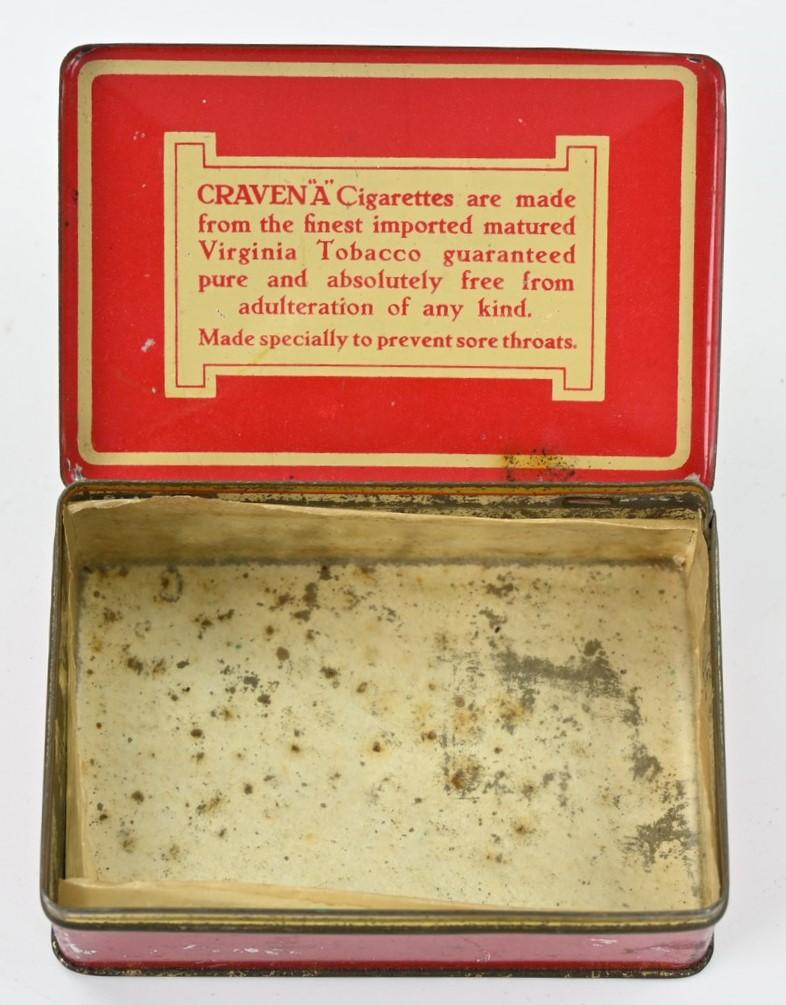 CRAVEN "A" Cigarettes are made
from the finest imported matured
Virginia Tobacco guaranteed
pure and absolutely free from
adulteration of any kind.
Made specially to prevent sore throats.